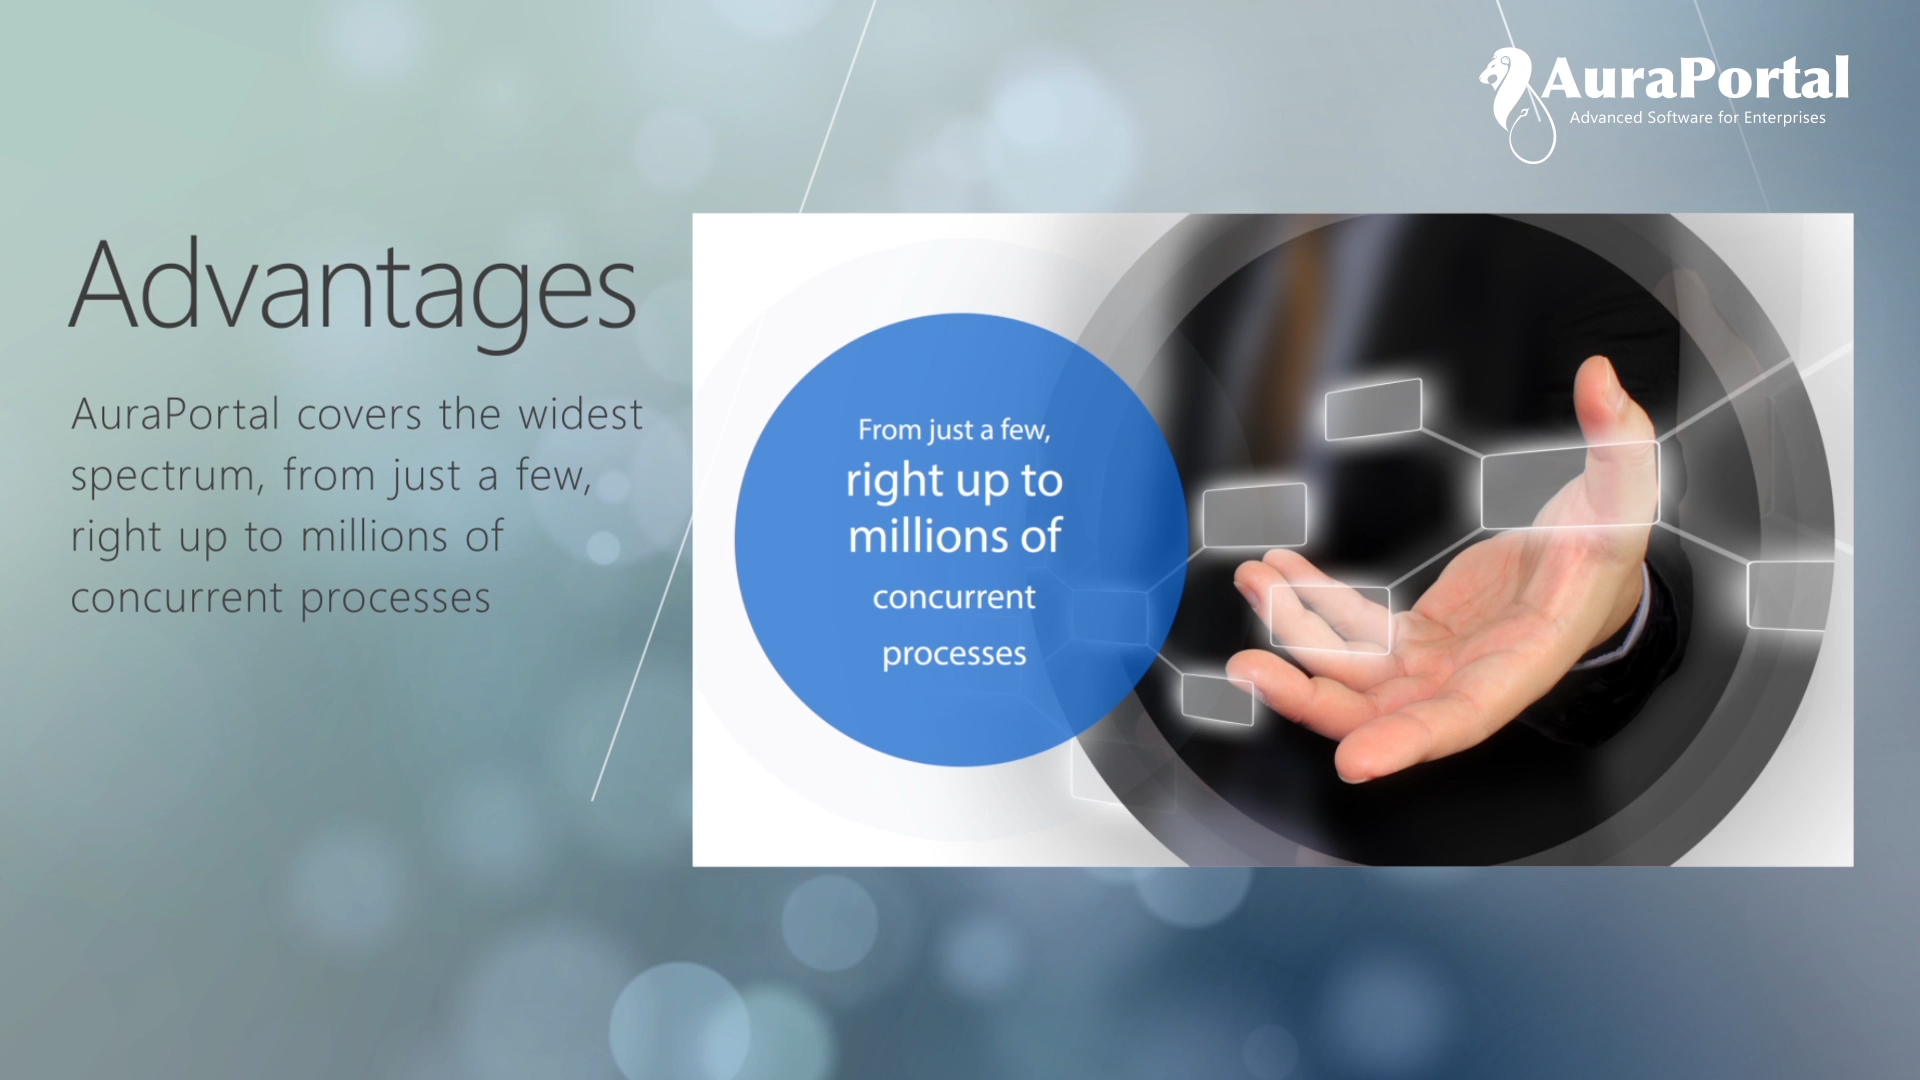 AuraPortal
Advanced Software for Enterprises
Advantages
AuraPortal covers the widest
spectrum, from just a few,
right up to millions of
concurrent processes
From just a few,
right up to
millions of
concurrent
processes